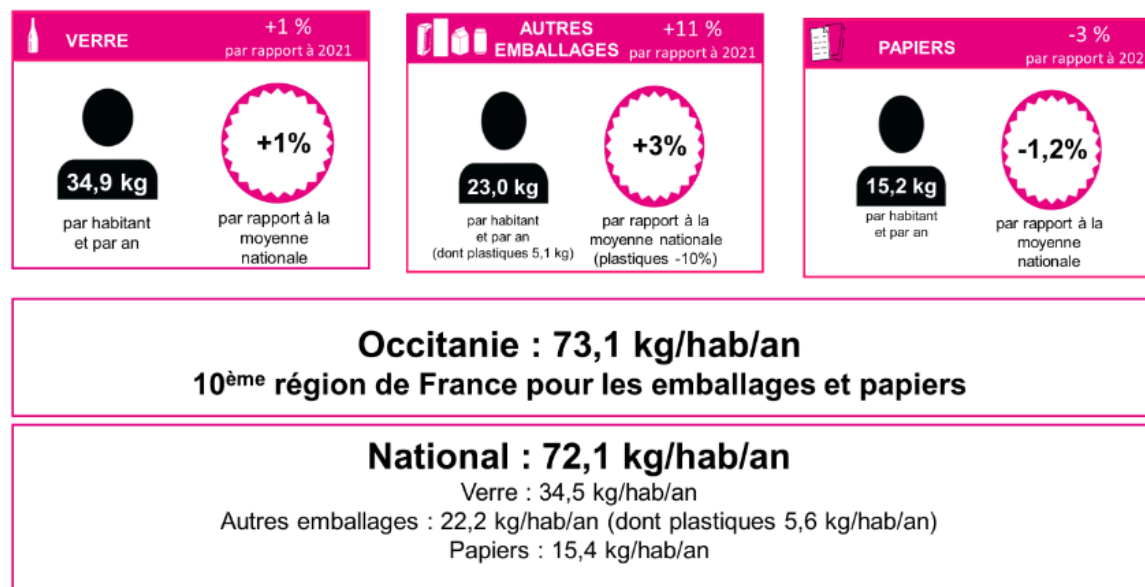 VERRE
+1 %
par rapport à 2021
34,9 kg
par habitant
et par an
+1%
par rapport à la
moyenne
nationale
AUTRES
EMBALLAGES
+11 %
par rapport à 2021
23,0 kg
par habitant
et par an
(dont plastiques 5,1 kg)
+3%
par rapport à la
moyenne nationale
(plastiques -10%)
PAPIERS
-3 %
par rapport à 202
15,2 kg
par habitant
et par an
-1,2%
par rapport à la
moyenne
nationale
Occitanie : 73,1 kg/hab/an
10ème région de France pour les emballages et papiers
National : 72,1 kg/hab/an
Verre : 34,5 kg/hab/an
Autres emballages : 22,2 kg/hab/an (dont plastiques 5,6 kg/hab/an)
Papiers : 15,4 kg/hab/an